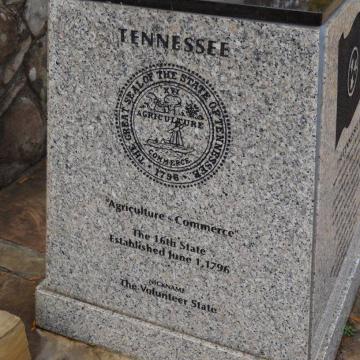 TENNESSEE
THE GREAT SEAL OF THE STATE OF TENNESSEE
XVI
AGRICULTURE
COMMERCE
1796
"Agriculture - Commerce"
The 16th State
Established June 1, 1796
NICKNAME
The Volunteer State